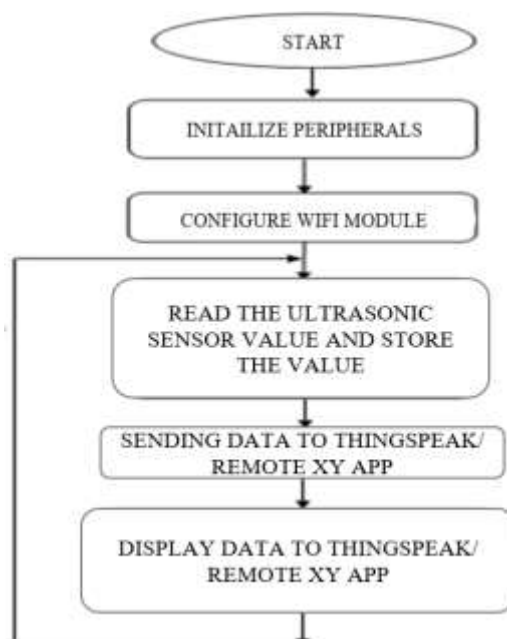 START
INITAILIZE PERIPHERALS
CONFIGURE WIFI MODULE
READ THE ULTRASONIC
SENSOR VALUE AND STORE
THE VALUE
SENDING DATA TO THINGSPEAK/
REMOTE XY APP
DISPLAY DATA TO THINGSPEAK/
REMOTE XY APP